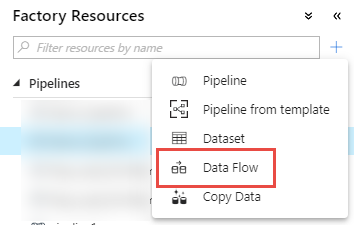 Factory Resources
Filter resources by name
Pipelines
Pipeline
Pipeline from template
Dataset
Data Flow
Copy Data